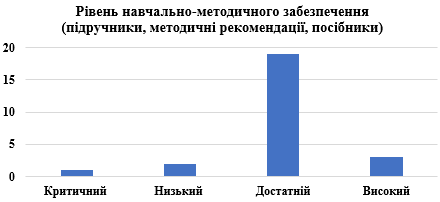 Рівень навчально-методичного забезпечення
(підручники, методичні рекомендації, посібники)
20
15
10
5
0
Критичний Низький Достатній Високий